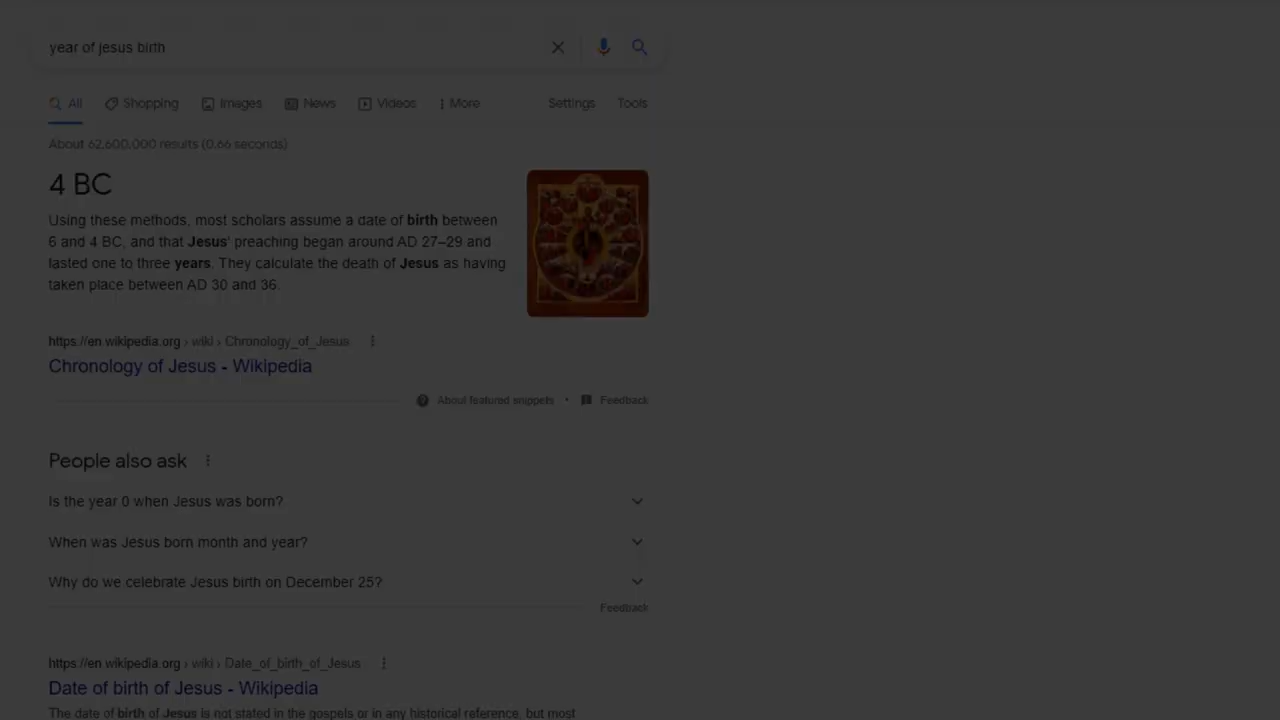 year of jesus birth
All Shopping Images News Videos More Settings Tools
About 62,600,000 results (0.66 seconds)
4 BC
Using these methods, most scholars assume a date of birth between
6 and 4 BC, and that Jesus' preaching began around AD 27–29 and
lasted one to three years. They calculate the death of Jesus as having
taken place between AD 30 and 36.
https://en.wikipedia.org › wiki › Chronology_of_Jesus
Chronology of Jesus - Wikipedia
About featured snippets • Feedback
People also ask
Is the year 0 when Jesus was born?
When was Jesus born month and year?
Why do we celebrate Jesus birth on December 25?
Feedback
https://en.wikipedia.org › wiki › Date_of_birth_of_Jesus
Date of birth of Jesus - Wikipedia
The date of birth of Jesus is not stated in the gospels or in any historical reference, but most